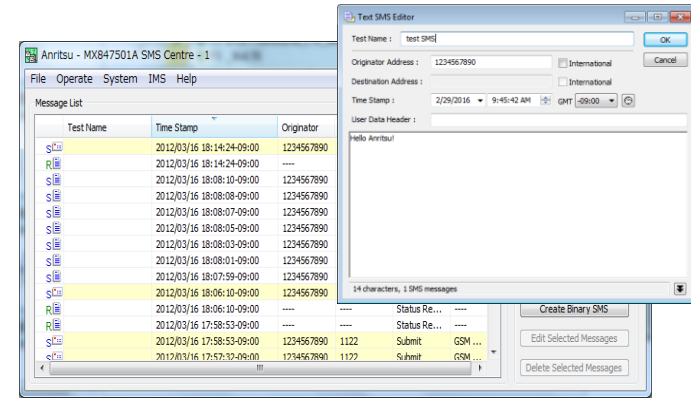 Text SMS Editor
Test Name : test SMS
OK
Originator Address : 1234567890 International
Cancel
Destination Address : International
Time Stamp : 2/29/2016 9:45:42 AM GMT -09:00
User Data Header :
Hello Anritsu!
14 characters, 1 SMS messages
Anritsu - MX847501A SMS Centre - 1
File Operate System IMS Help
Message List
Test Name Time Stamp Originator
S 2012/03/16 18:14:24-09:00 1234567890
R 2012/03/16 18:14:24-09:00 ----
S 2012/03/16 18:08:10-09:00 1234567890
S 2012/03/16 18:08:08-09:00 1234567890
S 2012/03/16 18:08:07-09:00 1234567890
S 2012/03/16 18:08:05-09:00 1234567890
S 2012/03/16 18:08:03-09:00 1234567890
S 2012/03/16 18:08:01-09:00 1234567890
S 2012/03/16 18:07:59-09:00 1234567890
S 2012/03/16 18:06:10-09:00 1234567890
R 2012/03/16 18:06:10-09:00 ---- ---- Status Re... ----
R 2012/03/16 17:58:53-09:00 ---- ---- Status Re... ----
S 2012/03/16 17:58:53-09:00 1234567890 1122 Submit GSM ...
S 2012/03/16 17:57:32-09:00 1234567890 1122 Submit GSM ...
Create Binary SMS
Edit Selected Messages
Delete Selected Messages